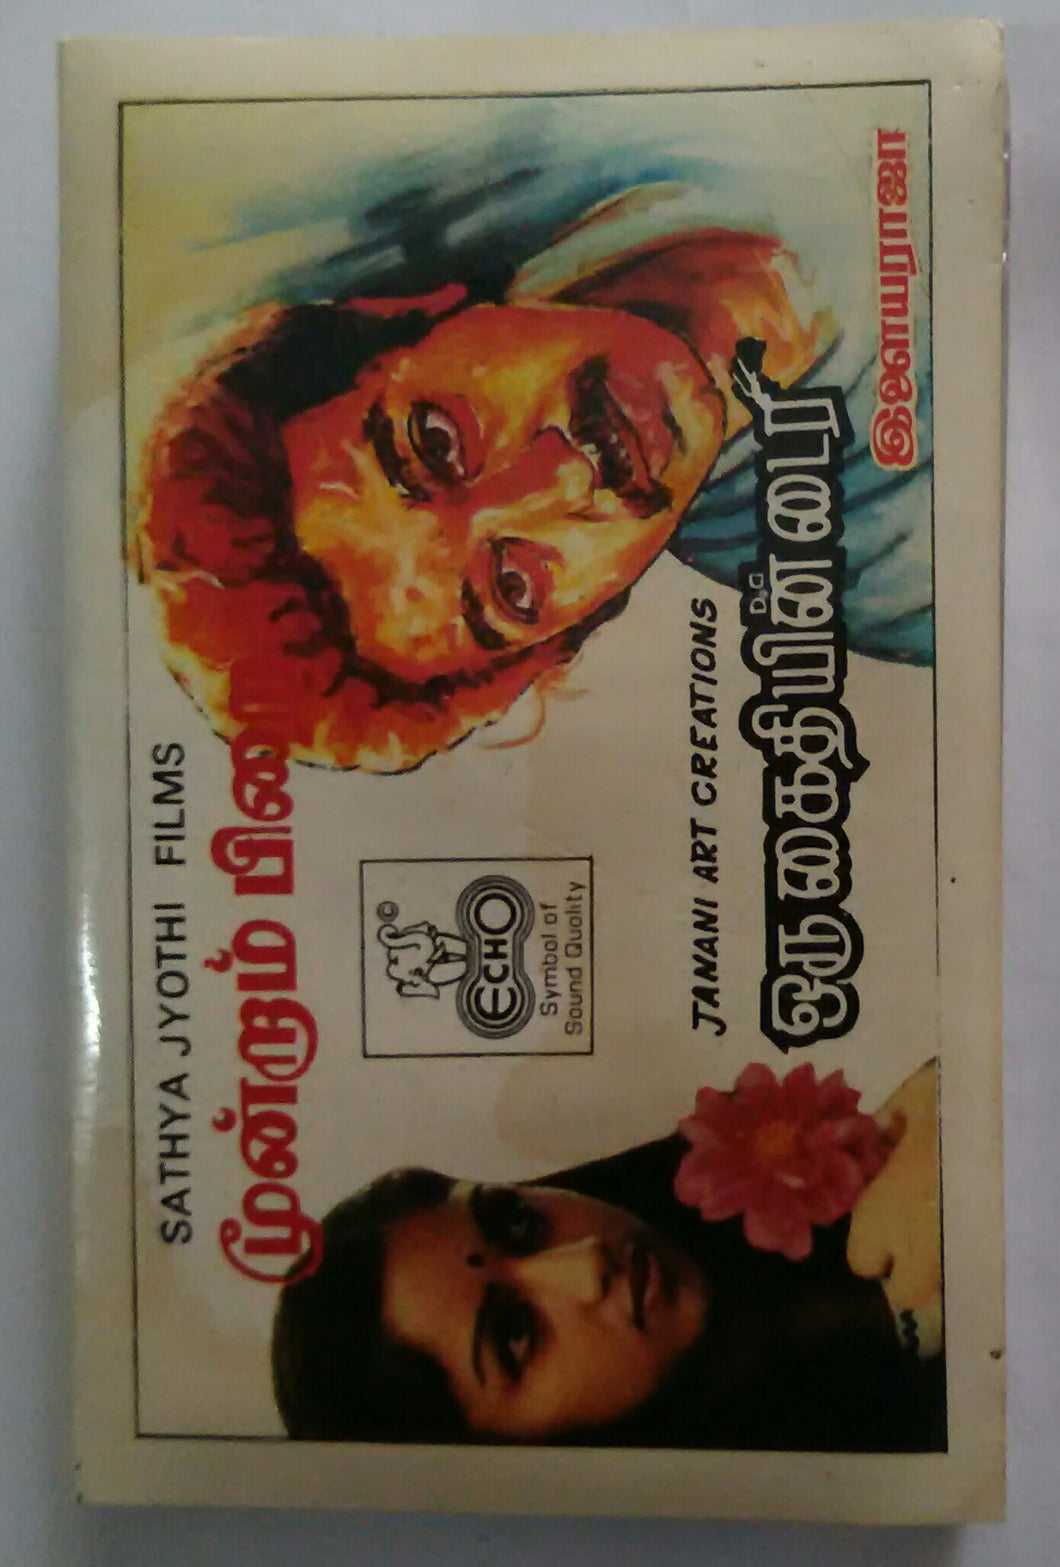 SATHYA JYOTHI FILMS
மூன்றாம் பிறை
©
ECHO
Symbol of
Sound Quality
JANANI ART CREATIONS
ஒரு கைதியின் டைரி
இளையராஜா